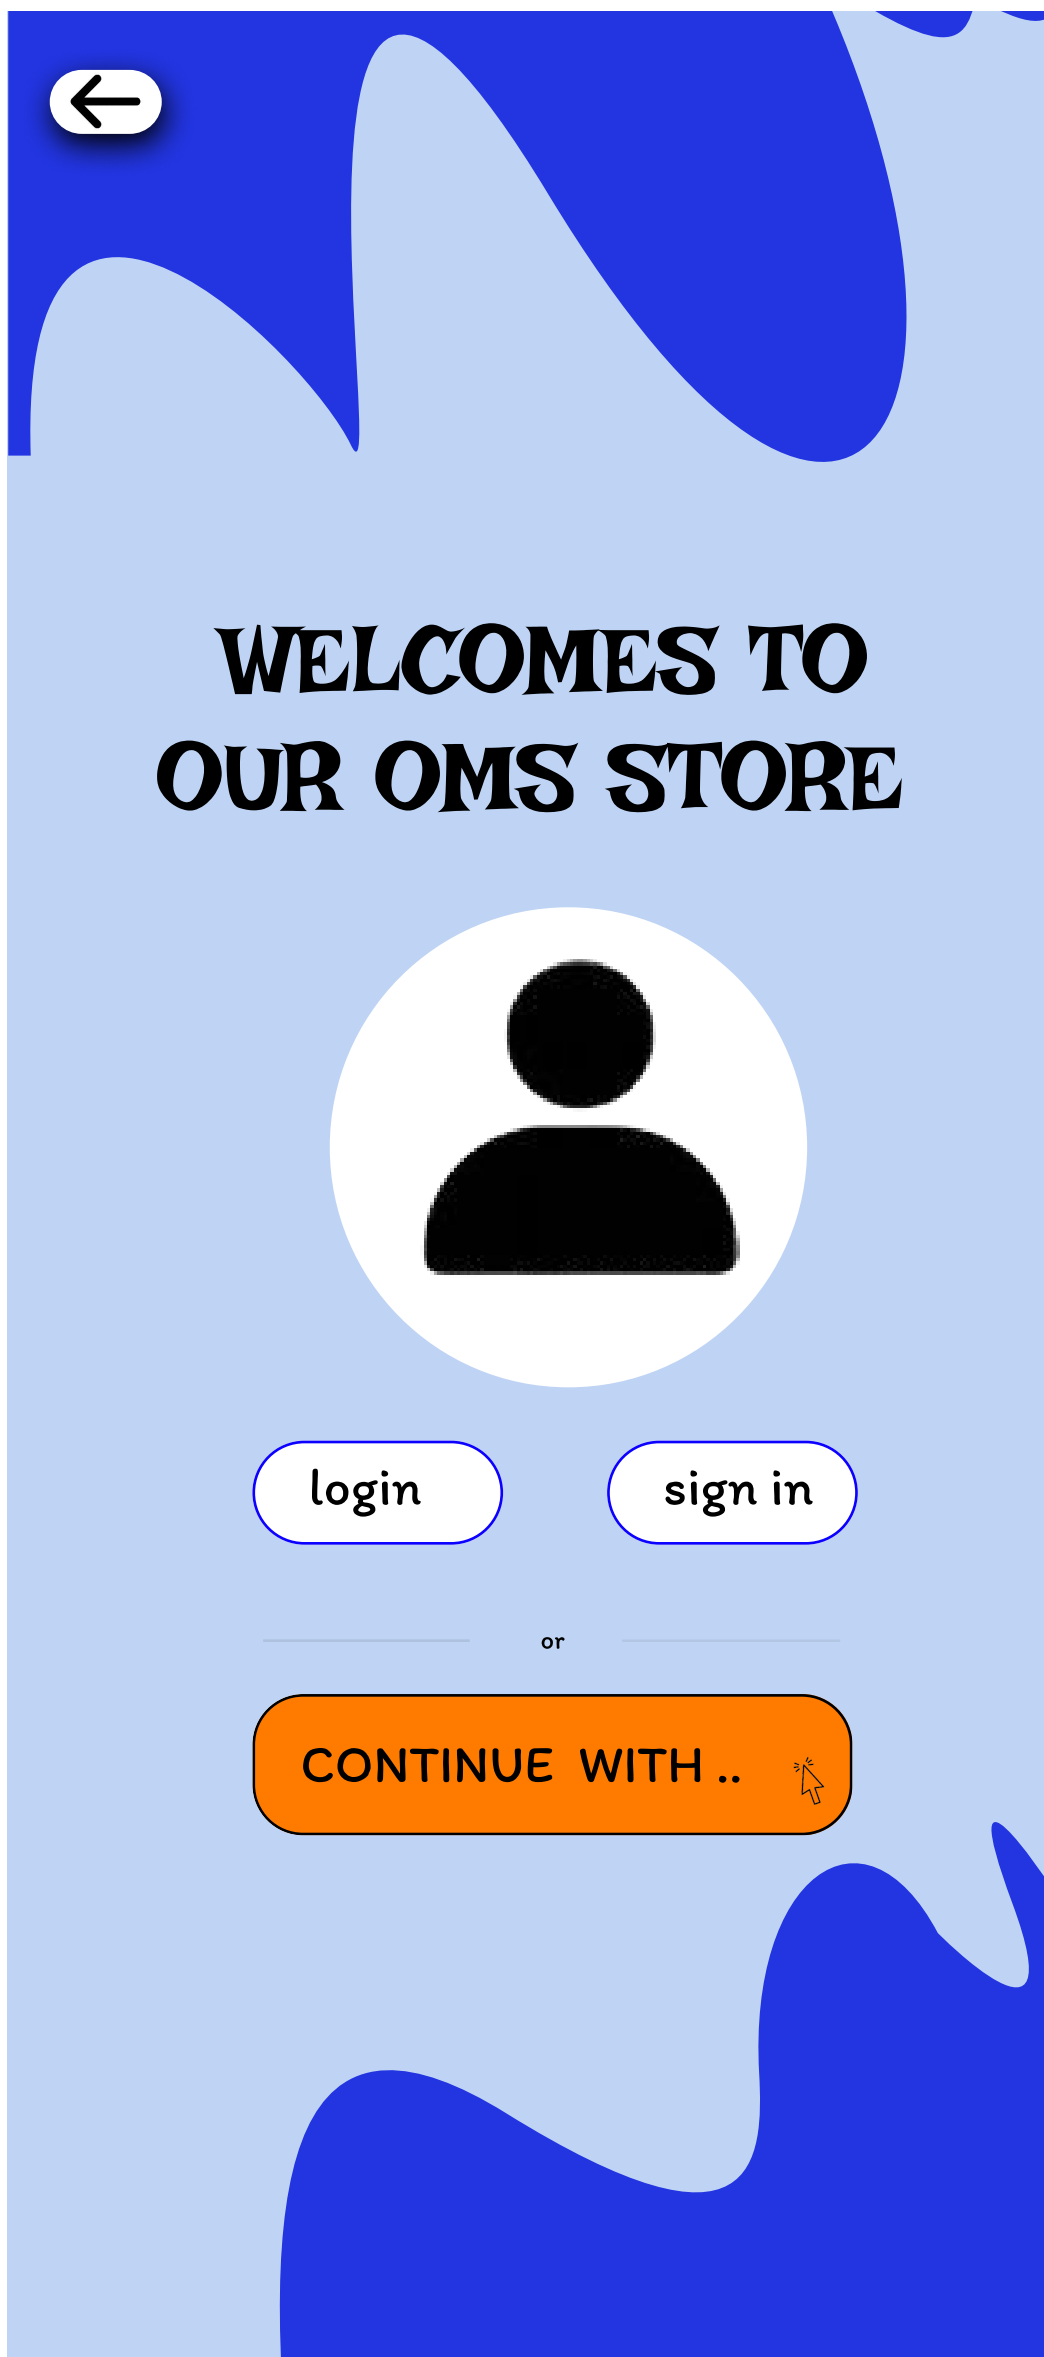 WELCOMES TO
OUR OMS STORE
login
sign in
or
CONTINUE WITH ..